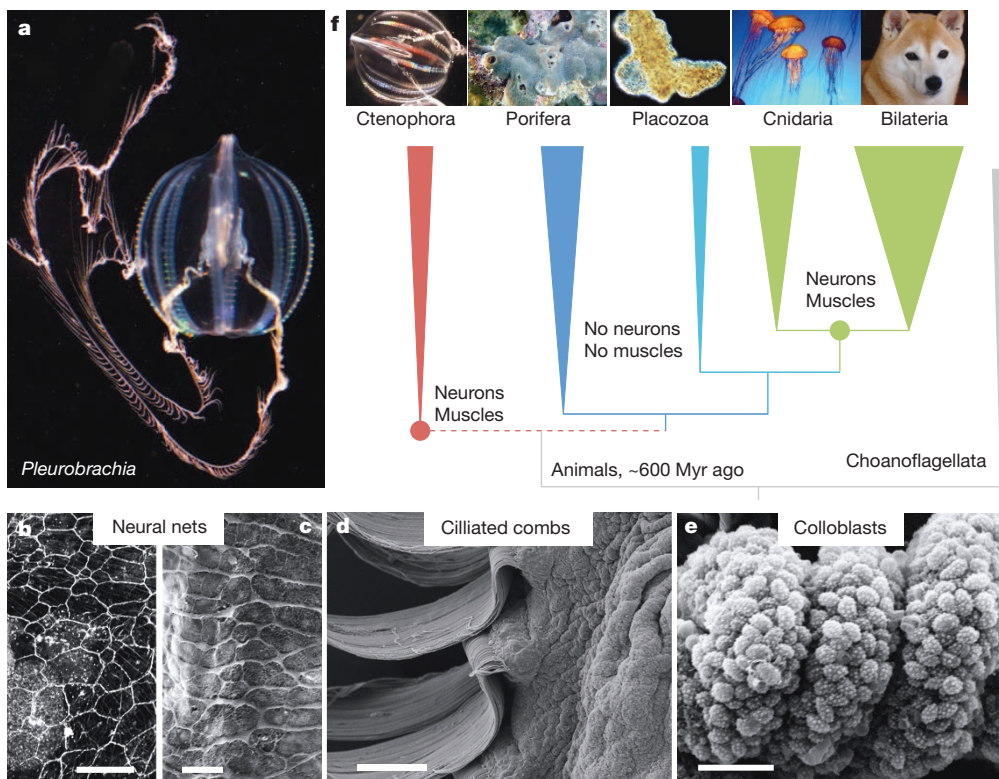 a
Pleurobrachia
f
Ctenophora
Porifera
Placozoa
Cnidaria
Bilateria
Neurons
Muscles
No neurons
No muscles
Neurons
Muscles
Animals, ~600 Myr ago
Choanoflagellata
b
Neural nets
c
d
Cilliated combs
e
Colloblasts